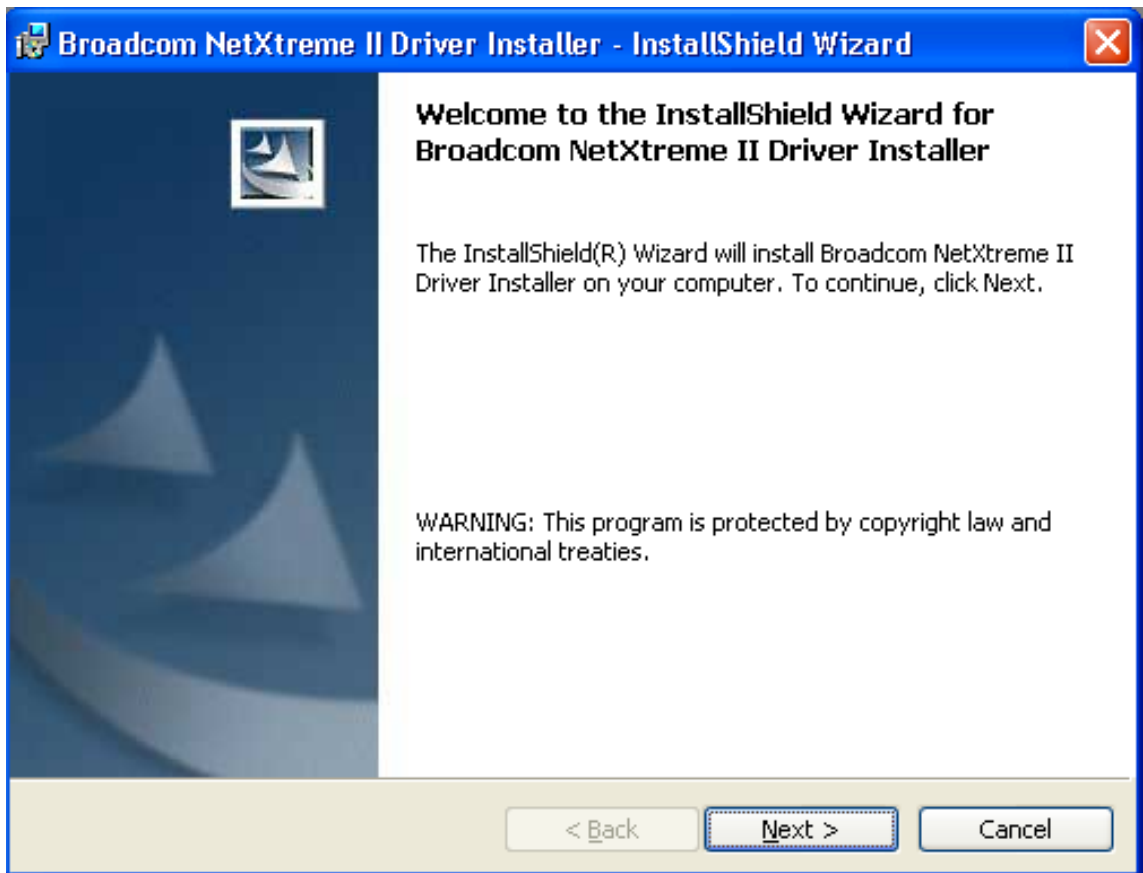 Broadcom NetXtreme II Driver Installer - InstallShield Wizard
Welcome to the InstallShield Wizard for
Broadcom NetXtreme II Driver Installer
The InstallShield(R) Wizard will install Broadcom NetXtreme II
Driver Installer on your computer. To continue, click Next.
WARNING: This program is protected by copyright law and
international treaties.
< Back
Next >
Cancel